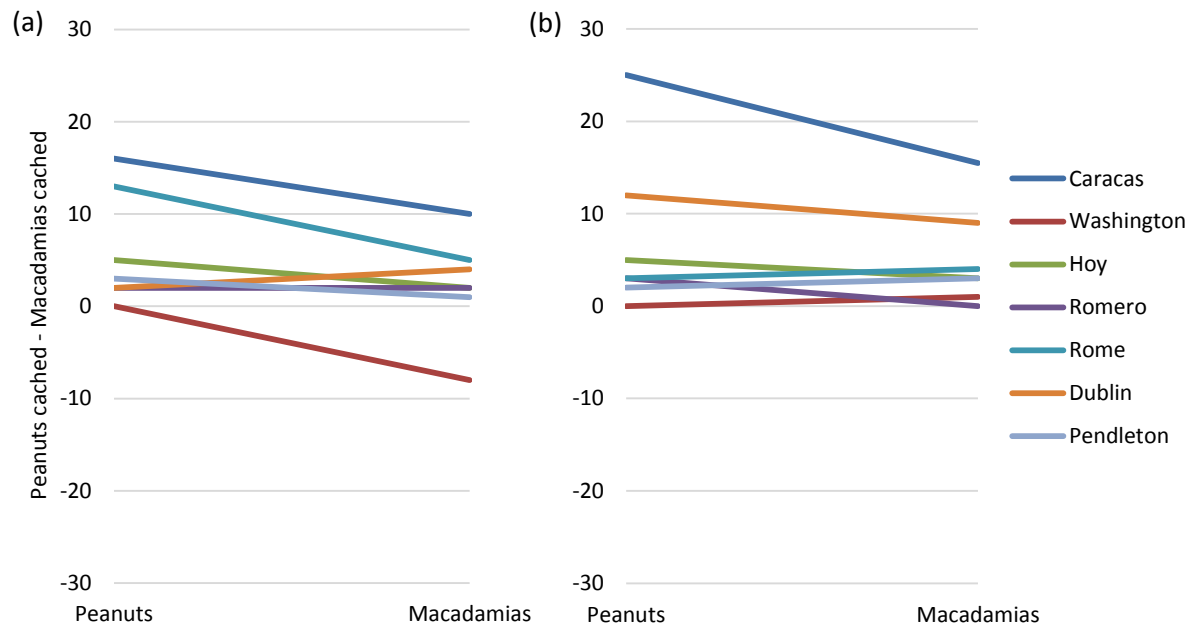 (a)
30
20
10
0
-10
-20
-30
Peanuts cached - Macadamias cached
Peanuts
Macadamias
(b)
30
20
10
0
-10
-20
-30
Peanuts
Macadamias
Caracas
Washington
Hoy
Romero
Rome
Dublin
Pendleton